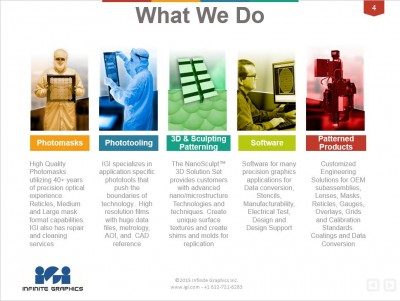 What We Do
4
Photomasks
Phototooling
3D & Sculpting
Patterning
Software
Patterned
Products
High Quality
Photomasks
utilizing 40+ years
of precision optical
experience.
Reticles, Medium
and Large mask
format capabilities
IGI also has repair
and cleaning
services
IGI specializes in
application specific
phototools that
push the
boundaries of
technology. High
resolution films
with huge data
files, metrology,
AOI, and CAD
reference
The NanoSculpt™
3D Solution Set
provides customers
with advanced
nano/microstructure
Technologies and
techniques. Create
unique surface
textures and create
shims and molds for
replication
Software for many
precision graphics
applications for
Data conversion,
Stencils,
Manufacturability,
Electrical Test,
Design and
Design Support
Customized
Engineering
Solutions for OEM
subassemblies,
Lenses, Masks,
Reticles, Gauges,
Overlays, Grids
and Calibration
Standards.
Coatings and Data
Conversion
IGI
INFINITE GRAPHICS
©2015 Infinite Graphics Inc.
www.igi.com - +1 612-721-6283